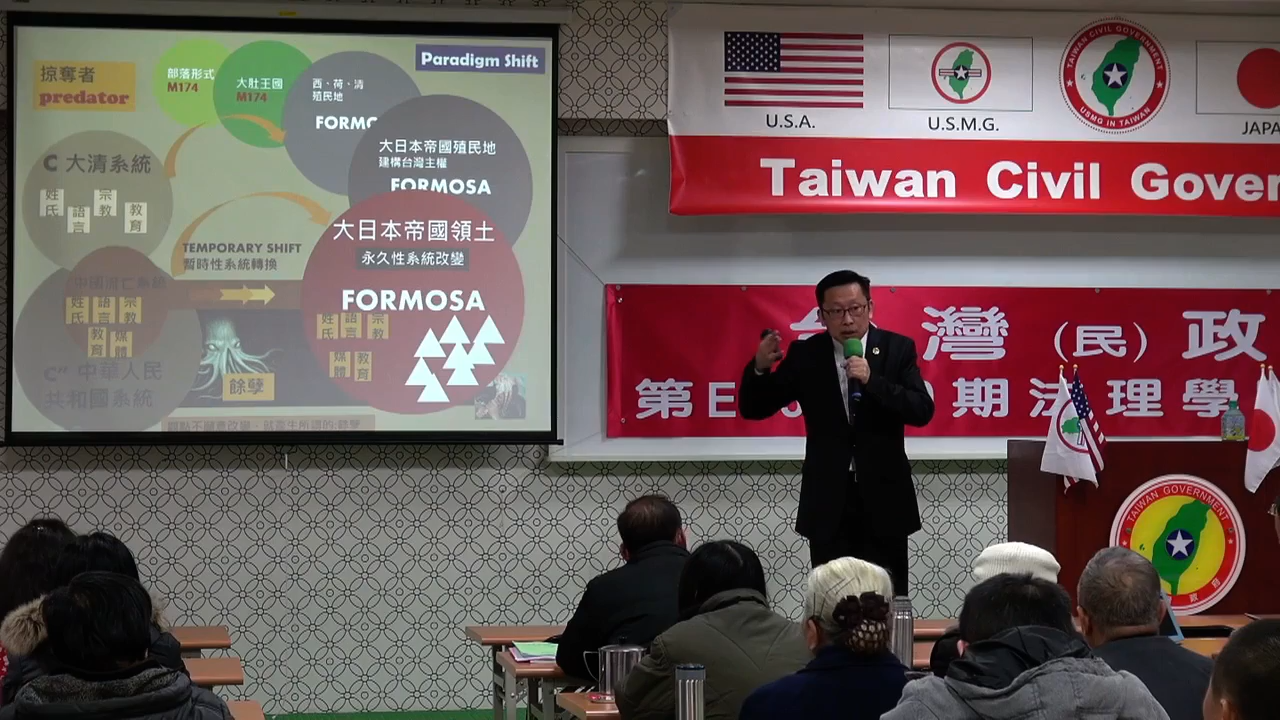 Paradigm Shift
掠奪者
predator
部落形式
M174
大肚王國
M174
西、荷、清
殖民地
FORMO
大日本帝國殖民地
建構台灣主權
FORMOSA
C 大清系統
姓氏
語言
宗教
教育
大日本帝國領土
永久性系統改變
FORMOSA
TEMPORARY SHIFT
暫時性系統轉換
姓氏
語言
宗教
教育
媒體
姓氏
語言
宗教
媒體
教育
C" 中華人民
共和國系統
餘孽
U.S.A.
U.S.M.G.
TAIWAN CIVIL GOVERNMENT
USMG IN TAIWAN
JAPA
Taiwan Civil Gover
灣 (民) 政
第E 期法理學
TAIWAN GOVERNMENT
政府